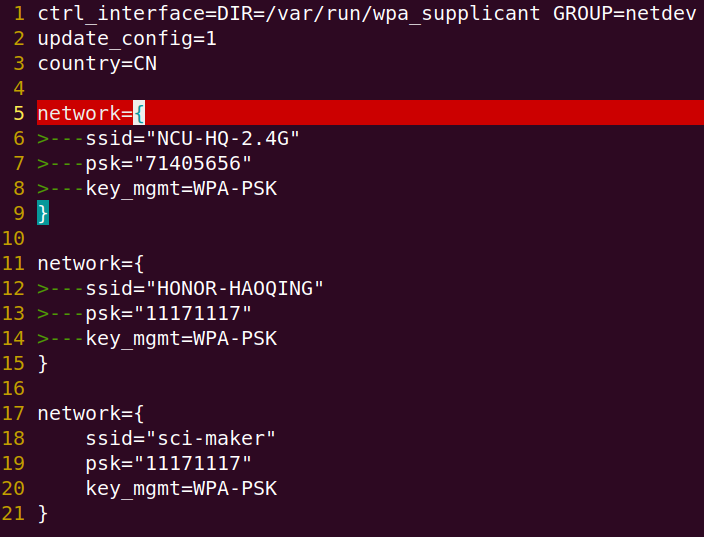 1 ctrl_interface=DIR=/var/run/wpa_supplicant GROUP=netdev
2 update_config=1
3 country=CN
4
5 network={
6 >---ssid="NCU-HQ-2.4G"
7 >---psk="71405656"
8 >---key_mgmt=WPA-PSK
9 }
10
11 network={
12 >---ssid="HONOR-HAOQING"
13 >---psk="11171117"
14 >---key_mgmt=WPA-PSK
15 }
16
17 network={
18     ssid="sci-maker"
19     psk="11171117"
20     key_mgmt=WPA-PSK
21 }